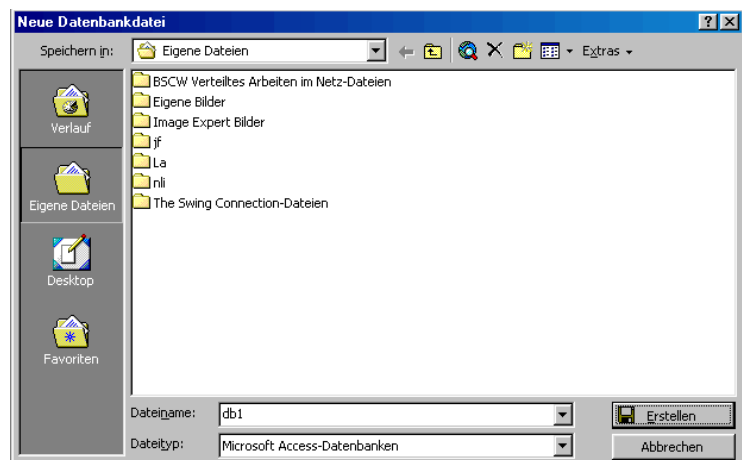 Neue Datenbankdatei
Speichern in: Eigene Dateien Extras
BSCW Verteiltes Arbeiten im Netz-Dateien
Eigene Bilder
Image Expert Bilder
jf
La
nli
The Swing Connection-Dateien
Verlauf
Eigene Dateien
Desktop
Favoriten
Dateiname: db1 Erstellen
Dateityp: Microsoft Access-Datenbanken Abbrechen